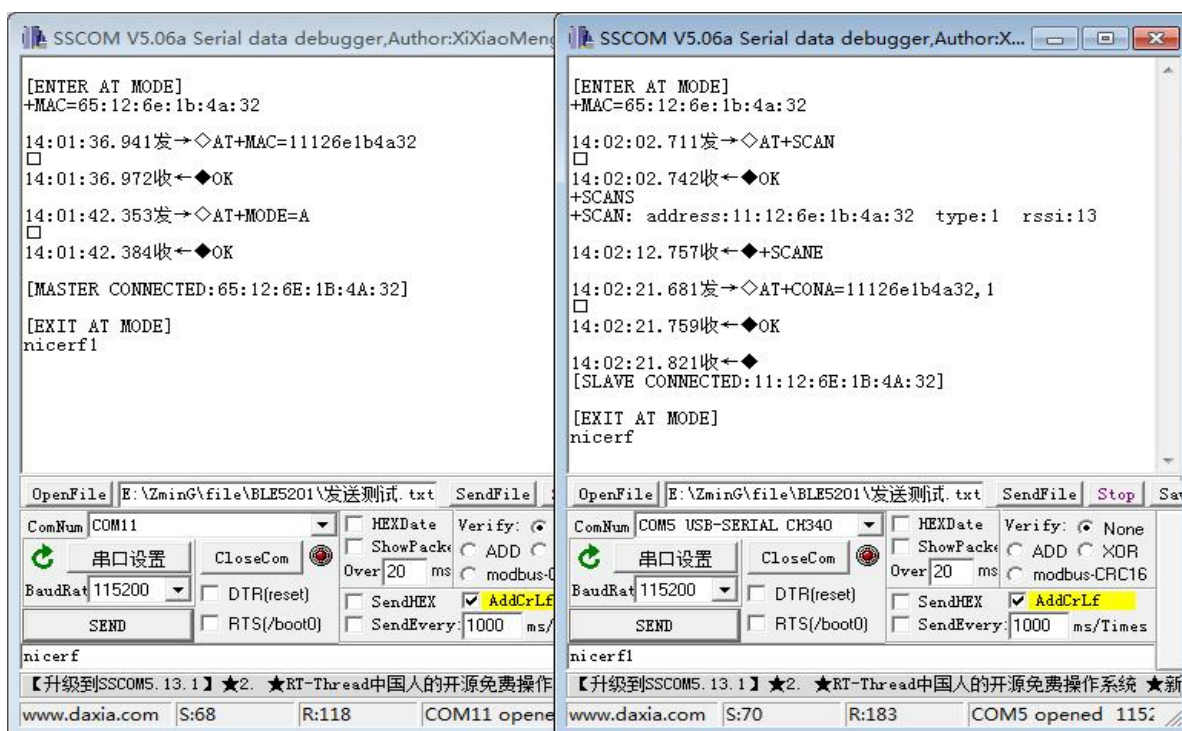 SSCOM V5.06a Serial data debugger,Author:XiXiaoMeng
[ENTER AT MODE]
+MAC=65:12:6e:1b:4a:32
14:01:36.941发→◇AT+MAC=11126e1b4a32
□
14:01:36.972收←◆OK
14:01:42.353发→◇AT+MODE=A
□
14:01:42.384收←◆OK
[MASTER CONNECTED:65:12:6E:1B:4A:32]
[EXIT AT MODE]
nicerf1
OpenFile E:\ZminG\file\BLE5201\发送测试.txt SendFile
ComNum COM11 HEXDate Verify:
串口设置 CloseCom ShowPacke ADD
Over 20 ms modbus-C
BaudRat 115200 DTR(reset) SendHEX AddCrLf
SEND RTS(/boot0) SendEvery: 1000 ms/
nicerf
【升级到SSCOM5.13.1】★2. ★RT-Thread中国人的开源免费操作
www.daxia.com S:68 R:118 COM11 opene
SSCOM V5.06a Serial data debugger,Author:X...
[ENTER AT MODE]
+MAC=65:12:6e:1b:4a:32
14:02:02.711发→◇AT+SCAN
□
14:02:02.742收←◆OK
+SCANS
+SCAN: address:11:12:6e:1b:4a:32 type:1 rssi:13
14:02:12.757收←◆+SCANE
14:02:21.681发→◇AT+CONA=11126e1b4a32,1
□
14:02:21.759收←◆OK
14:02:21.821收←◆
[SLAVE CONNECTED:11:12:6E:1B:4A:32]
[EXIT AT MODE]
nicerf
OpenFile E:\ZminG\file\BLE5201\发送测试.txt SendFile Stop Sav
ComNum COM5 USB-SERIAL CH340 HEXDate Verify: None
串口设置 CloseCom ShowPacke ADD XOR
Over 20 ms modbus-CRC16
BaudRat 115200 DTR(reset) SendHEX AddCrLf
SEND RTS(/boot0) SendEvery: 1000 ms/Times
nicerf1
【升级到SSCOM5.13.1】★2. ★RT-Thread中国人的开源免费操作系统 ★新
www.daxia.com S:70 R:183 COM5 opened 1152